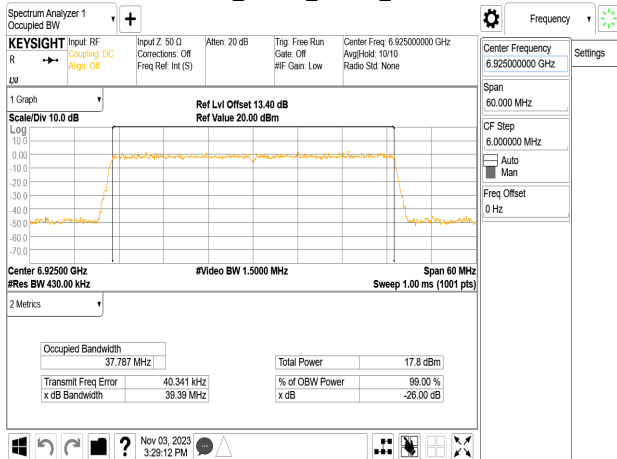 Spectrum Analyzer 1
Occupied BW
Frequency
KEYSIGHT
R
Input: RF
Coupling: DC
Align: Off
Input Z: 50 Ω
Corrections: Off
Freq Ref: Int (S)
Atten: 20 dB
Trig: Free Run
Gate: Off
#IF Gain: Low
Center Freq: 6.925000000 GHz
Avg|Hold: 10/10
Radio Std: None
Center Frequency
6.925000000 GHz
Settings
Span
60.000 MHz
CF Step
6.000000 MHz
Auto
Man
Freq Offset
0 Hz
1 Graph
Ref Lvl Offset 13.40 dB
Scale/Div 10.0 dB
Ref Value 20.00 dBm
Log
10.0
0.00
-10.0
-20.0
-30.0
-40.0
-50.0
-60.0
-70.0
Center 6.92500 GHz
#Video BW 1.5000 MHz
Span 60 MHz
#Res BW 430.00 kHz
Sweep 1.00 ms (1001 pts)
2 Metrics
Occupied Bandwidth
37.787 MHz
Total Power 17.8 dBm
Transmit Freq Error 40.341 kHz
% of OBW Power 99.00 %
x dB Bandwidth 39.39 MHz
x dB -26.00 dB
?
Nov 03, 2023
3:29:12 PM